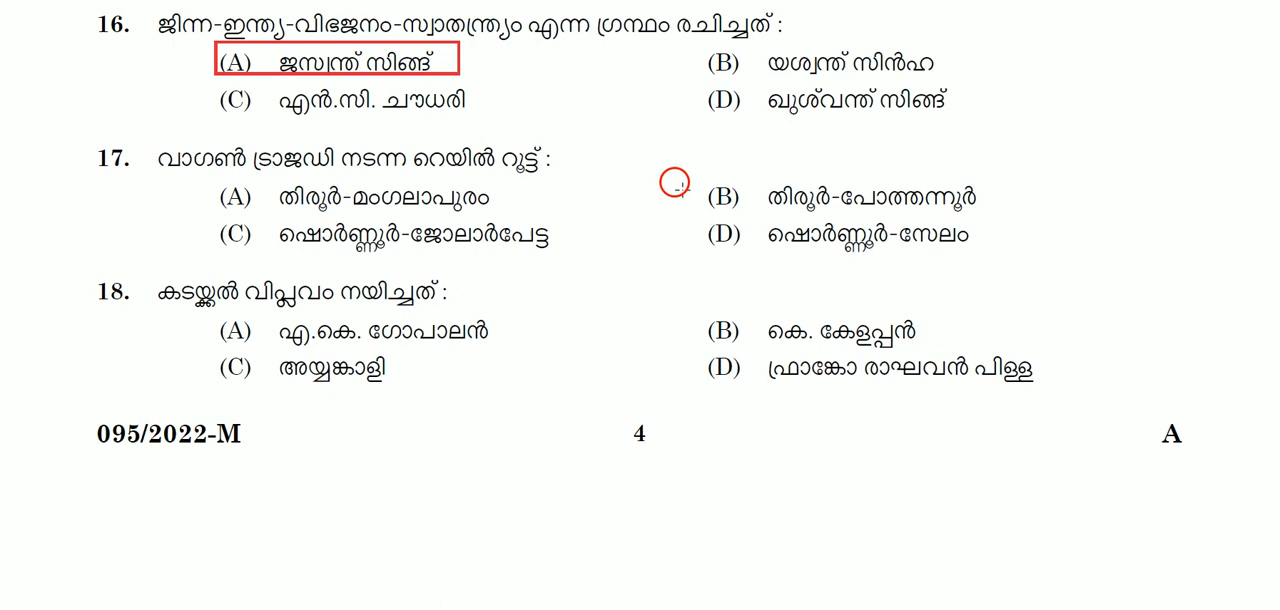 16. ജിന്ന-ഇന്ത്യ-വിഭജനം-സ്വാതന്ത്ര്യം എന്ന ഗ്രന്ഥം രചിച്ചത് :
(A) ജസ്വന്ത് സിങ്ങ് (B) യശ്വന്ത് സിൻഹ
(C) എൻ.സി. ചൗധരി (D) ഖുശ്‌വന്ത് സിങ്ങ്
17. വാഗൺ ട്രാജഡി നടന്ന റെയിൽ റൂട്ട് :
(A) തിരൂർ-മംഗലാപുരം (B) തിരൂർ-പോത്തന്നൂർ
(C) ഷൊർണ്ണൂർ-ജോലാർപേട്ട (D) ഷൊർണ്ണൂർ-സേലം
18. കടയ്ക്കൽ വിപ്ലവം നയിച്ചത് :
(A) എ.കെ. ഗോപാലൻ (B) കെ. കേളപ്പൻ
(C) അയ്യങ്കാളി (D) ഫ്രാങ്കോ രാഘവൻ പിള്ള
095/2022-M 4 A